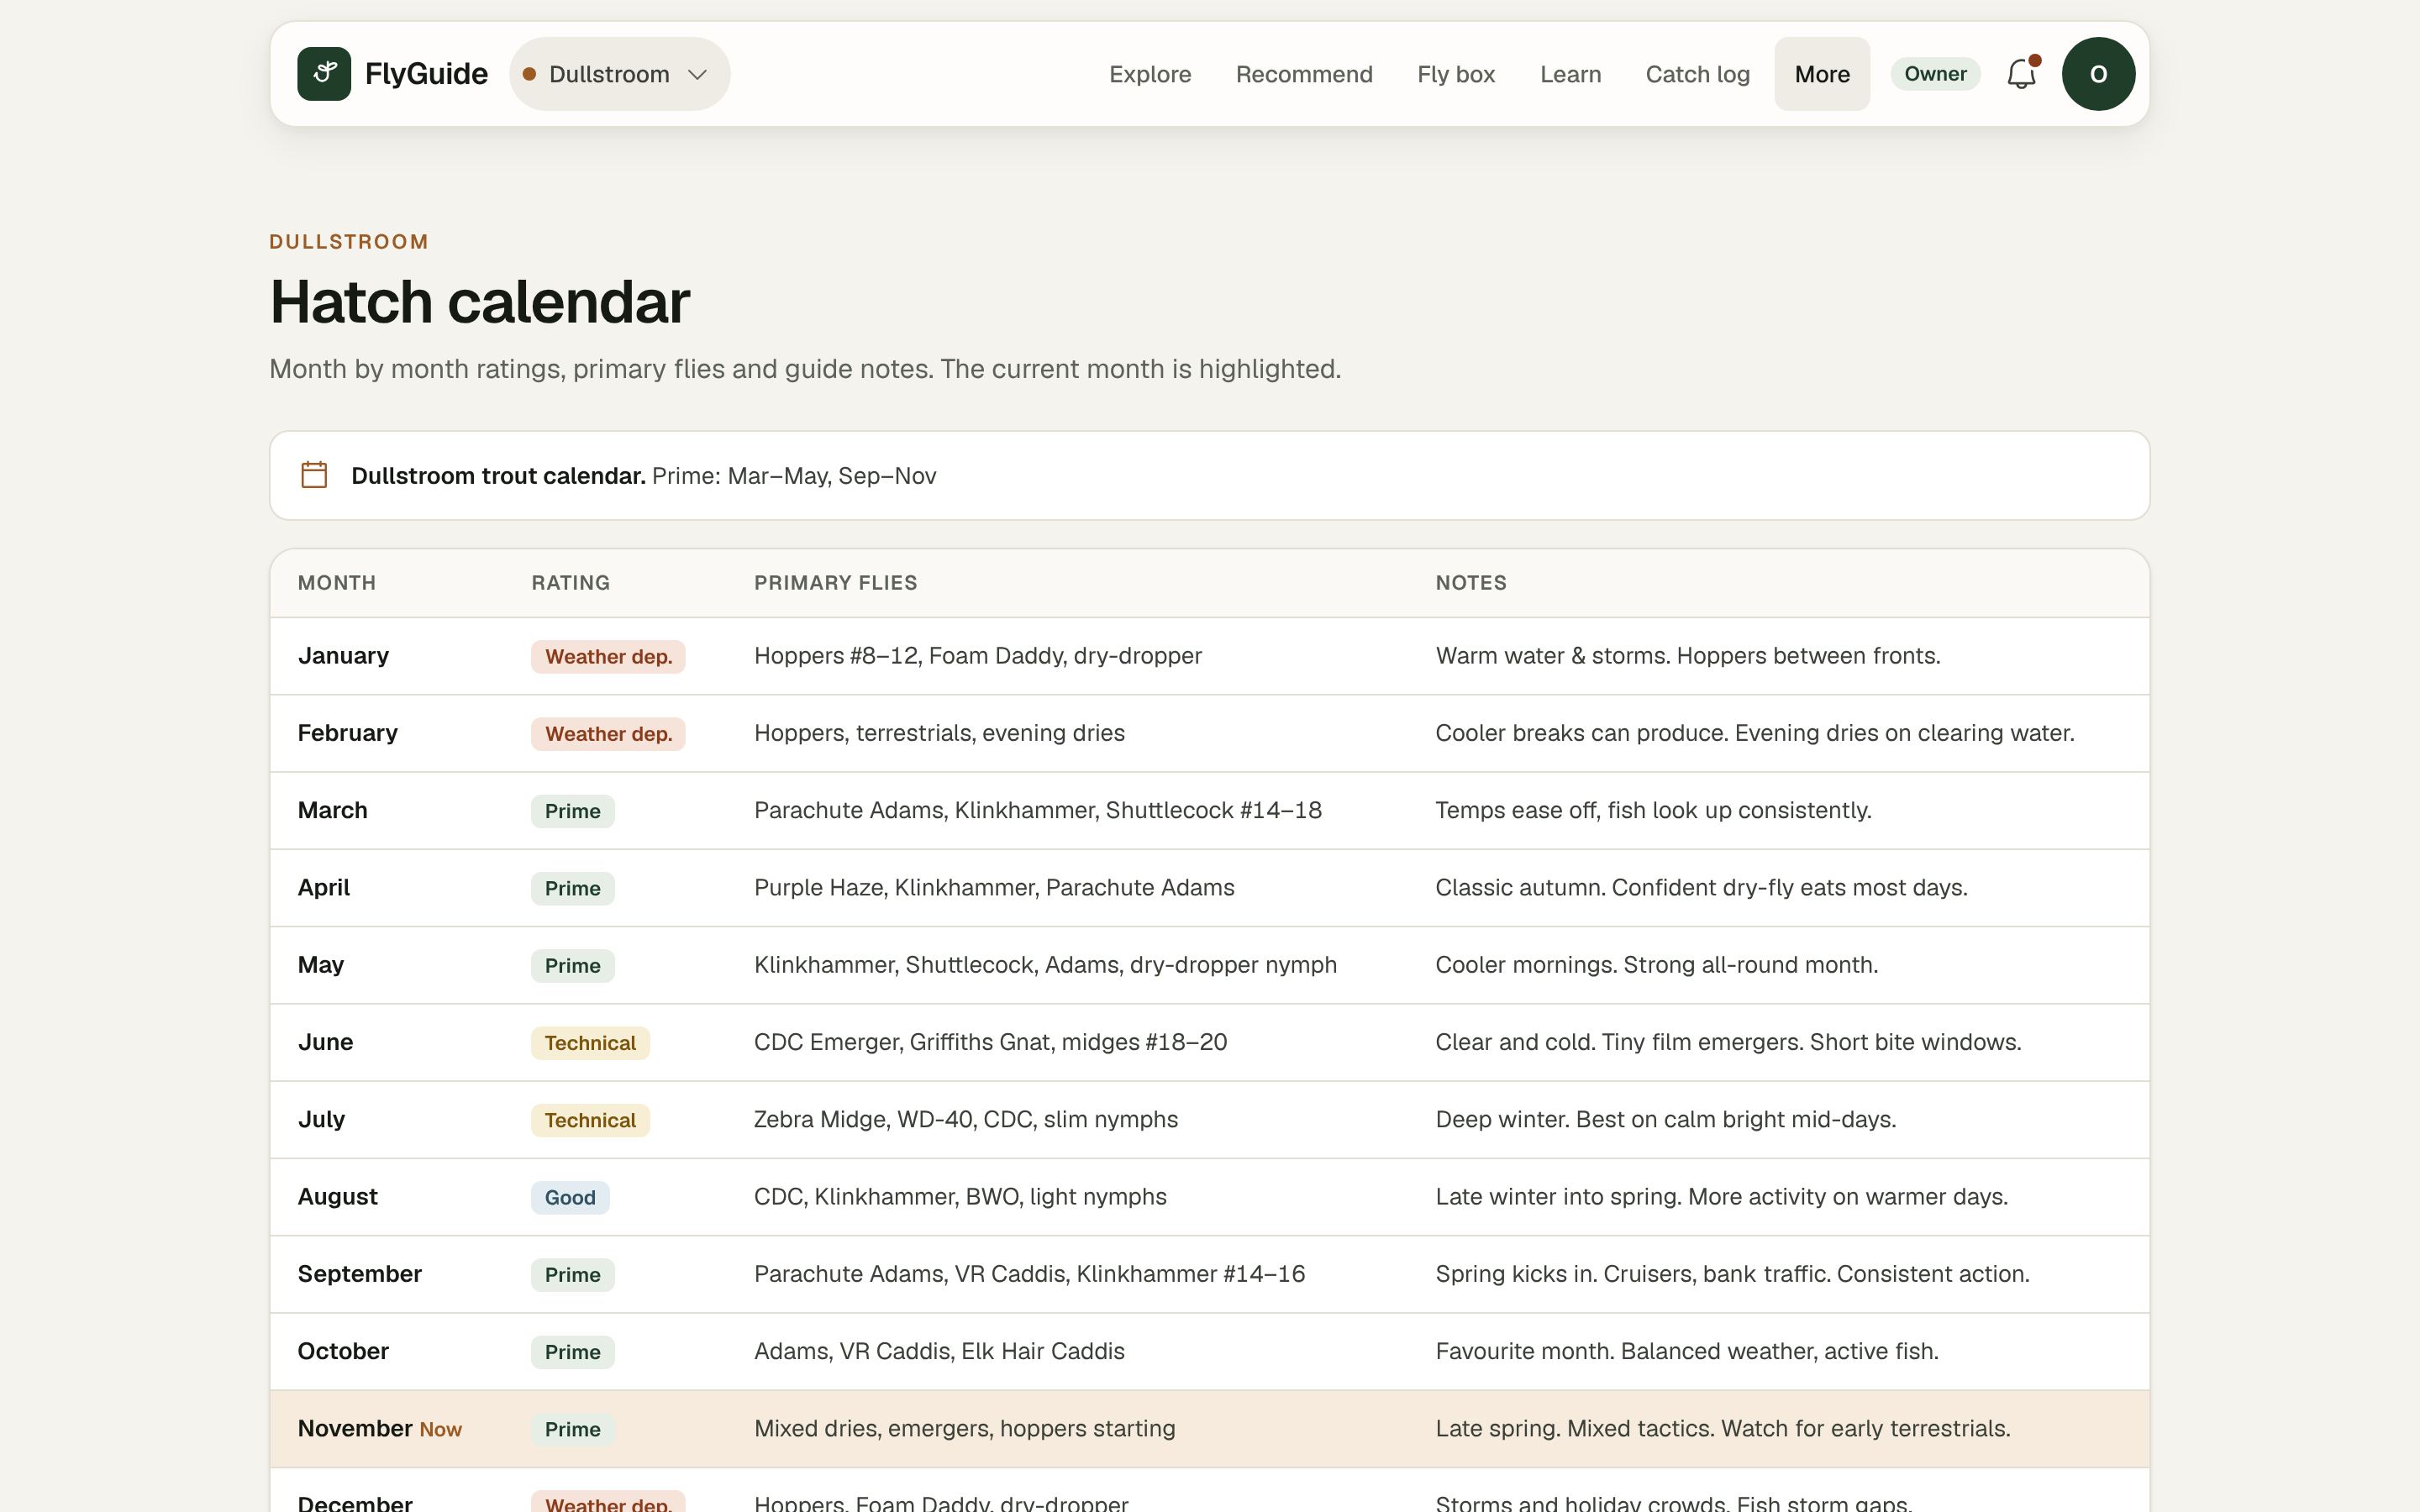 FlyGuide Dullstroom Explore Recommend Fly box Learn Catch log More Owner O
DULLSTROOM
Hatch calendar
Month by month ratings, primary flies and guide notes. The current month is highlighted.
Dullstroom trout calendar. Prime: Mar–May, Sep–Nov
MONTH RATING PRIMARY FLIES NOTES
January Weather dep. Hoppers #8–12, Foam Daddy, dry-dropper Warm water & storms. Hoppers between fronts.
February Weather dep. Hoppers, terrestrials, evening dries Cooler breaks can produce. Evening dries on clearing water.
March Prime Parachute Adams, Klinkhammer, Shuttlecock #14–18 Temps ease off, fish look up consistently.
April Prime Purple Haze, Klinkhammer, Parachute Adams Classic autumn. Confident dry-fly eats most days.
May Prime Klinkhammer, Shuttlecock, Adams, dry-dropper nymph Cooler mornings. Strong all-round month.
June Technical CDC Emerger, Griffiths Gnat, midges #18–20 Clear and cold. Tiny film emergers. Short bite windows.
July Technical Zebra Midge, WD-40, CDC, slim nymphs Deep winter. Best on calm bright mid-days.
August Good CDC, Klinkhammer, BWO, light nymphs Late winter into spring. More activity on warmer days.
September Prime Parachute Adams, VR Caddis, Klinkhammer #14–16 Spring kicks in. Cruisers, bank traffic. Consistent action.
October Prime Adams, VR Caddis, Elk Hair Caddis Favourite month. Balanced weather, active fish.
November Now Prime Mixed dries, emergers, hoppers starting Late spring. Mixed tactics. Watch for early terrestrials.
December Weather dep. Hoppers, Foam Daddy, dry-dropper Storms and holiday crowds. Fish storm gaps.